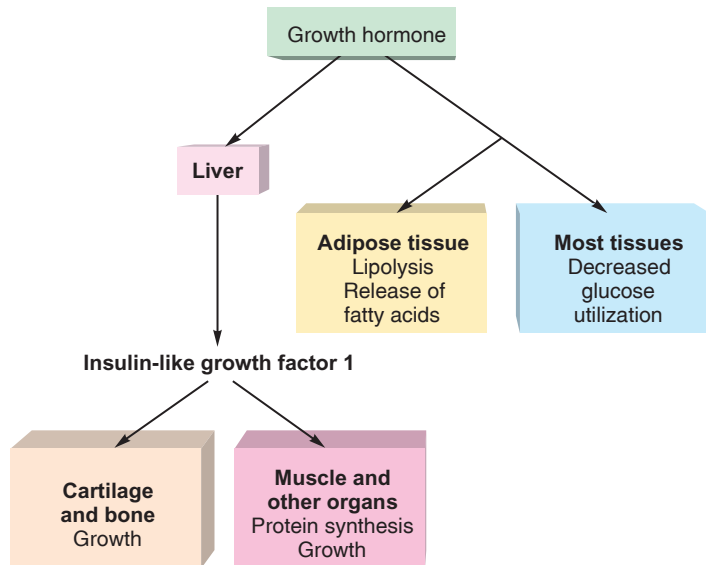 Growth hormone
Liver
Adipose tissue
Lipolysis
Release of
fatty acids
Most tissues
Decreased
glucose
utilization
Insulin-like growth factor 1
Cartilage
and bone
Growth
Muscle and
other organs
Protein synthesis
Growth